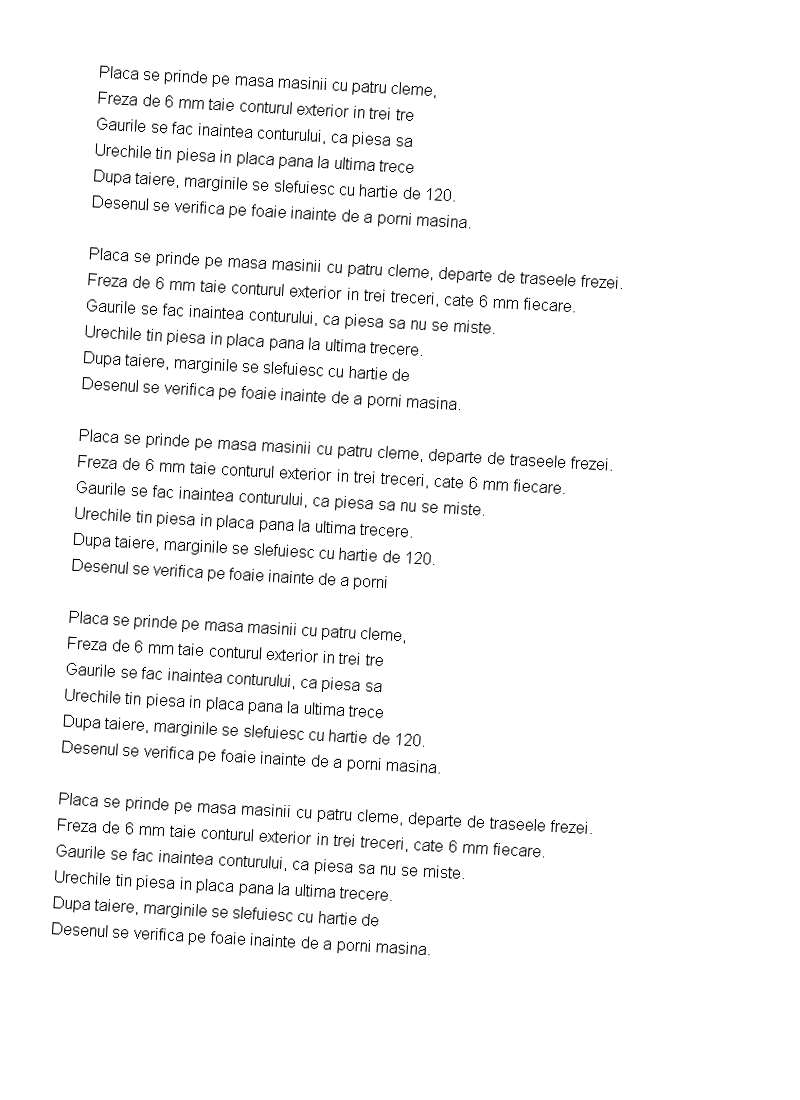 Placa se prinde pe masa masinii cu patru cleme,
Freza de 6 mm taie conturul exterior in trei tre
Gaurile se fac inaintea conturului, ca piesa sa
Urechile tin piesa in placa pana la ultima trece
Dupa taiere, marginile se slefuiesc cu hartie de 120.
Desenul se verifica pe foaie inainte de a porni masina.

Placa se prinde pe masa masinii cu patru cleme, departe de traseele frezei.
Freza de 6 mm taie conturul exterior in trei treceri, cate 6 mm fiecare.
Gaurile se fac inaintea conturului, ca piesa sa nu se miste.
Urechile tin piesa in placa pana la ultima trecere.
Dupa taiere, marginile se slefuiesc cu hartie de
Desenul se verifica pe foaie inainte de a porni masina.

Placa se prinde pe masa masinii cu patru cleme, departe de traseele frezei.
Freza de 6 mm taie conturul exterior in trei treceri, cate 6 mm fiecare.
Gaurile se fac inaintea conturului, ca piesa sa nu se miste.
Urechile tin piesa in placa pana la ultima trecere.
Dupa taiere, marginile se slefuiesc cu hartie de 120.
Desenul se verifica pe foaie inainte de a porni

Placa se prinde pe masa masinii cu patru cleme,
Freza de 6 mm taie conturul exterior in trei tre
Gaurile se fac inaintea conturului, ca piesa sa
Urechile tin piesa in placa pana la ultima trece
Dupa taiere, marginile se slefuiesc cu hartie de 120.
Desenul se verifica pe foaie inainte de a porni masina.

Placa se prinde pe masa masinii cu patru cleme, departe de traseele frezei.
Freza de 6 mm taie conturul exterior in trei treceri, cate 6 mm fiecare.
Gaurile se fac inaintea conturului, ca piesa sa nu se miste.
Urechile tin piesa in placa pana la ultima trecere.
Dupa taiere, marginile se slefuiesc cu hartie de
Desenul se verifica pe foaie inainte de a porni masina.